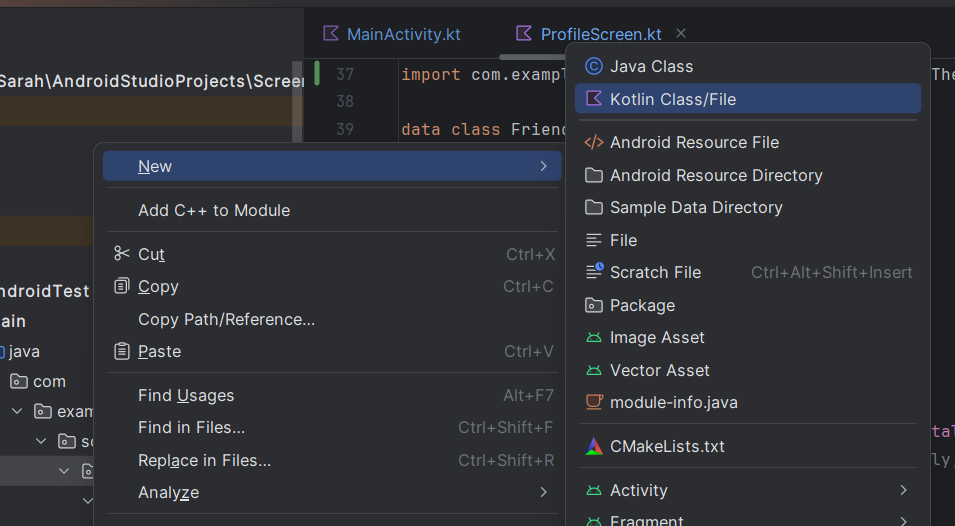 MainActivity.kt
ProfileScreen.kt
Sarah\AndroidStudioProjects\Screen
37 import com.exampl
The
38
39 data class Friend
ndroidTest
ain
java
com
exam
sc
New
Add C++ to Module
Cut Ctrl+X
Copy Ctrl+C
Copy Path/Reference...
Paste Ctrl+V
Find Usages Alt+F7
Find in Files... Ctrl+Shift+F
Replace in Files... Ctrl+Shift+R
Analyze
Java Class
Kotlin Class/File
Android Resource File
Android Resource Directory
Sample Data Directory
File
Scratch File Ctrl+Alt+Shift+Insert
Package
Image Asset
Vector Asset
module-info.java
CMakeLists.txt
Activity
Fragment
tal
ly,